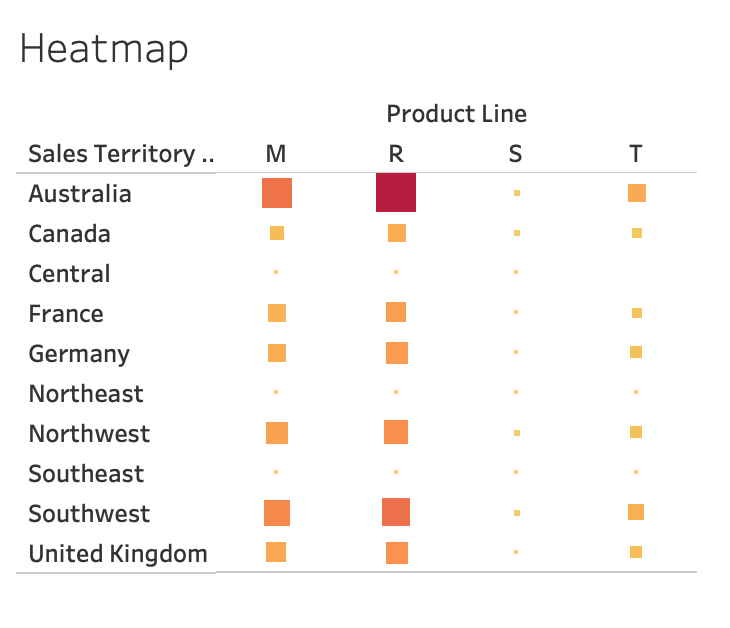 Heatmap
Product Line
Sales Territory .. M R S T
Australia
Canada
Central
France
Germany
Northeast
Northwest
Southeast
Southwest
United Kingdom